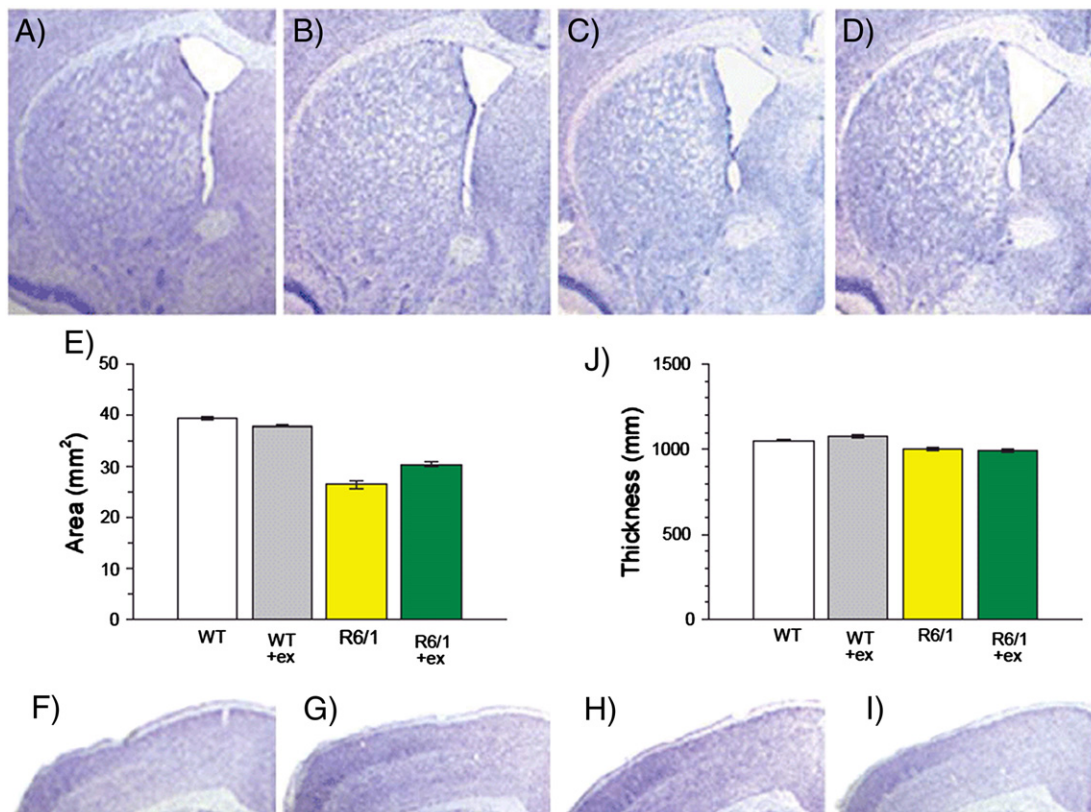 A) B) C) D)
E) J)
50
40
30
20
10
0
Area (mm²)
WT WT +ex R6/1 R6/1 +ex
1500
1000
500
0
Thickness (mm)
WT WT +ex R6/1 R6/1 +ex
F) G) H) I)